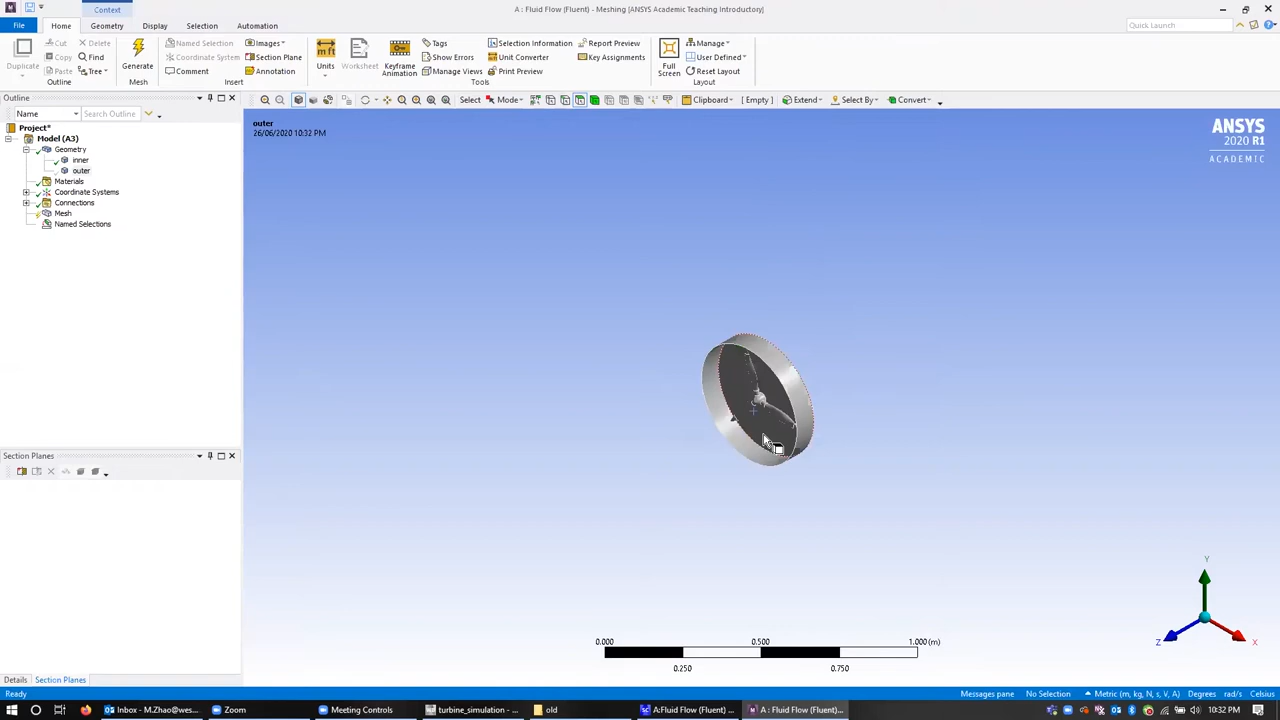 Context
A : Fluid Flow (Fluent) - Meshing [ANSYS Academic Teaching Introductory]
File Home Geometry Display Selection Automation
Quick Launch
Duplicate
Cut
Delete
Find
Paste
Tree
Outline
Generate
Mesh
Named Selection
Coordinate System
Comment
Images
Section Plane
Annotation
Insert
Units
Worksheet
Keyframe
Animation
Tags
Show Errors
Manage Views
Selection Information
Unit Converter
Print Preview
Report Preview
Key Assignments
Tools
Full
Screen
Manage
User Defined
Reset Layout
Layout
Outline
Select Mode Clipboard [ Empty ] Extend Select By Convert
Name Search Outline
Project*
Model (A3)
Geometry
inner
outer
Materials
Coordinate Systems
Connections
Mesh
Named Selections
outer
26/06/2020 10:32 PM
ANSYS
2020 R1
ACADEMIC
Section Planes
Y
Z
X
0.000 0.500 1.000 (m)
0.250 0.750
Details Section Planes
Ready Messages pane No Selection Metric (m, kg, N, s, V, A) Degrees rad/s Celsius
Inbox - M.Zhao@wes... Zoom Meeting Controls turbine_simulation - ... old A:Fluid Flow (Fluent) ... A : Fluid Flow (Fluent)... 10:32 PM